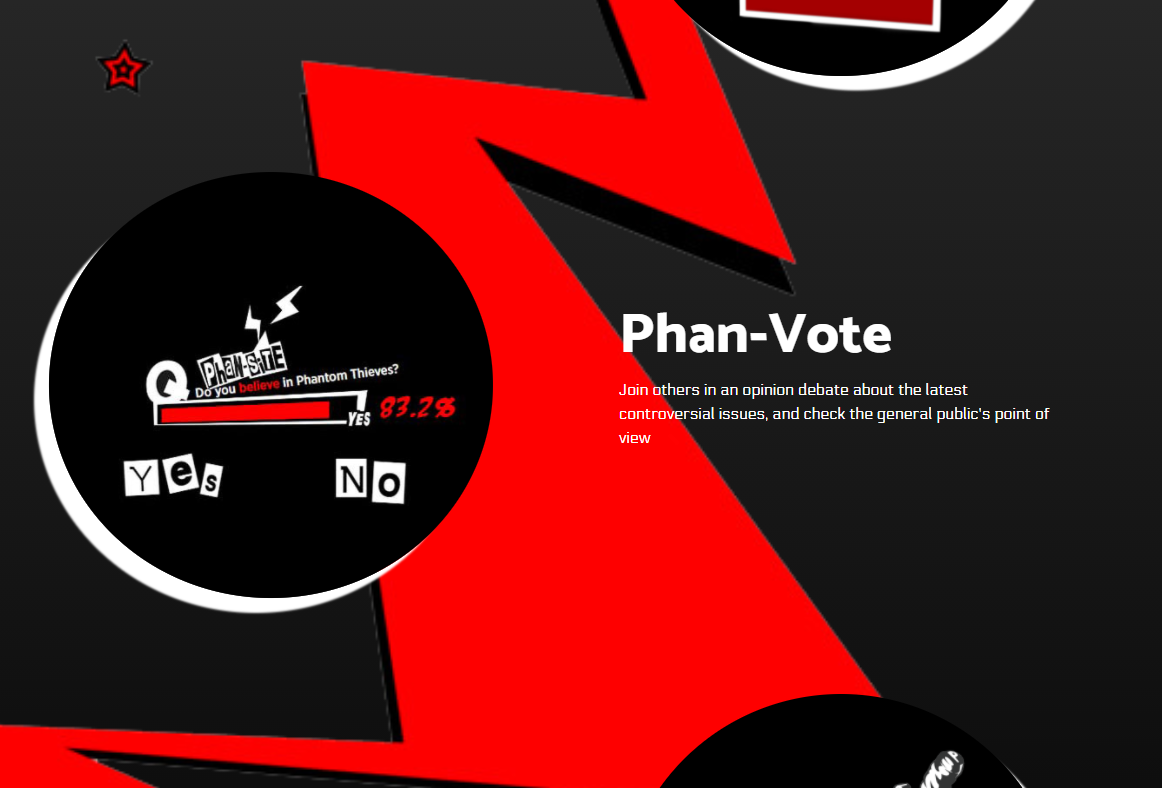 Phan-Site
Q Do you believe in Phantom Thieves?
YES 83.2%
Yes No
Phan-Vote
Join others in an opinion debate about the latest
controversial issues, and check the general public's point of
view